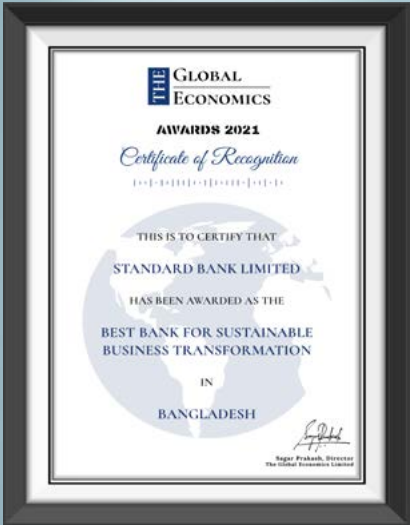 THE GLOBAL
ECONOMICS
AWARDS 2021
Certificate of Recognition
THIS IS TO CERTIFY THAT
STANDARD BANK LIMITED
HAS BEEN AWARDED AS THE
BEST BANK FOR SUSTAINABLE
BUSINESS TRANSFORMATION
IN
BANGLADESH
Sagar Prakash, Director
The Global Economics Limited